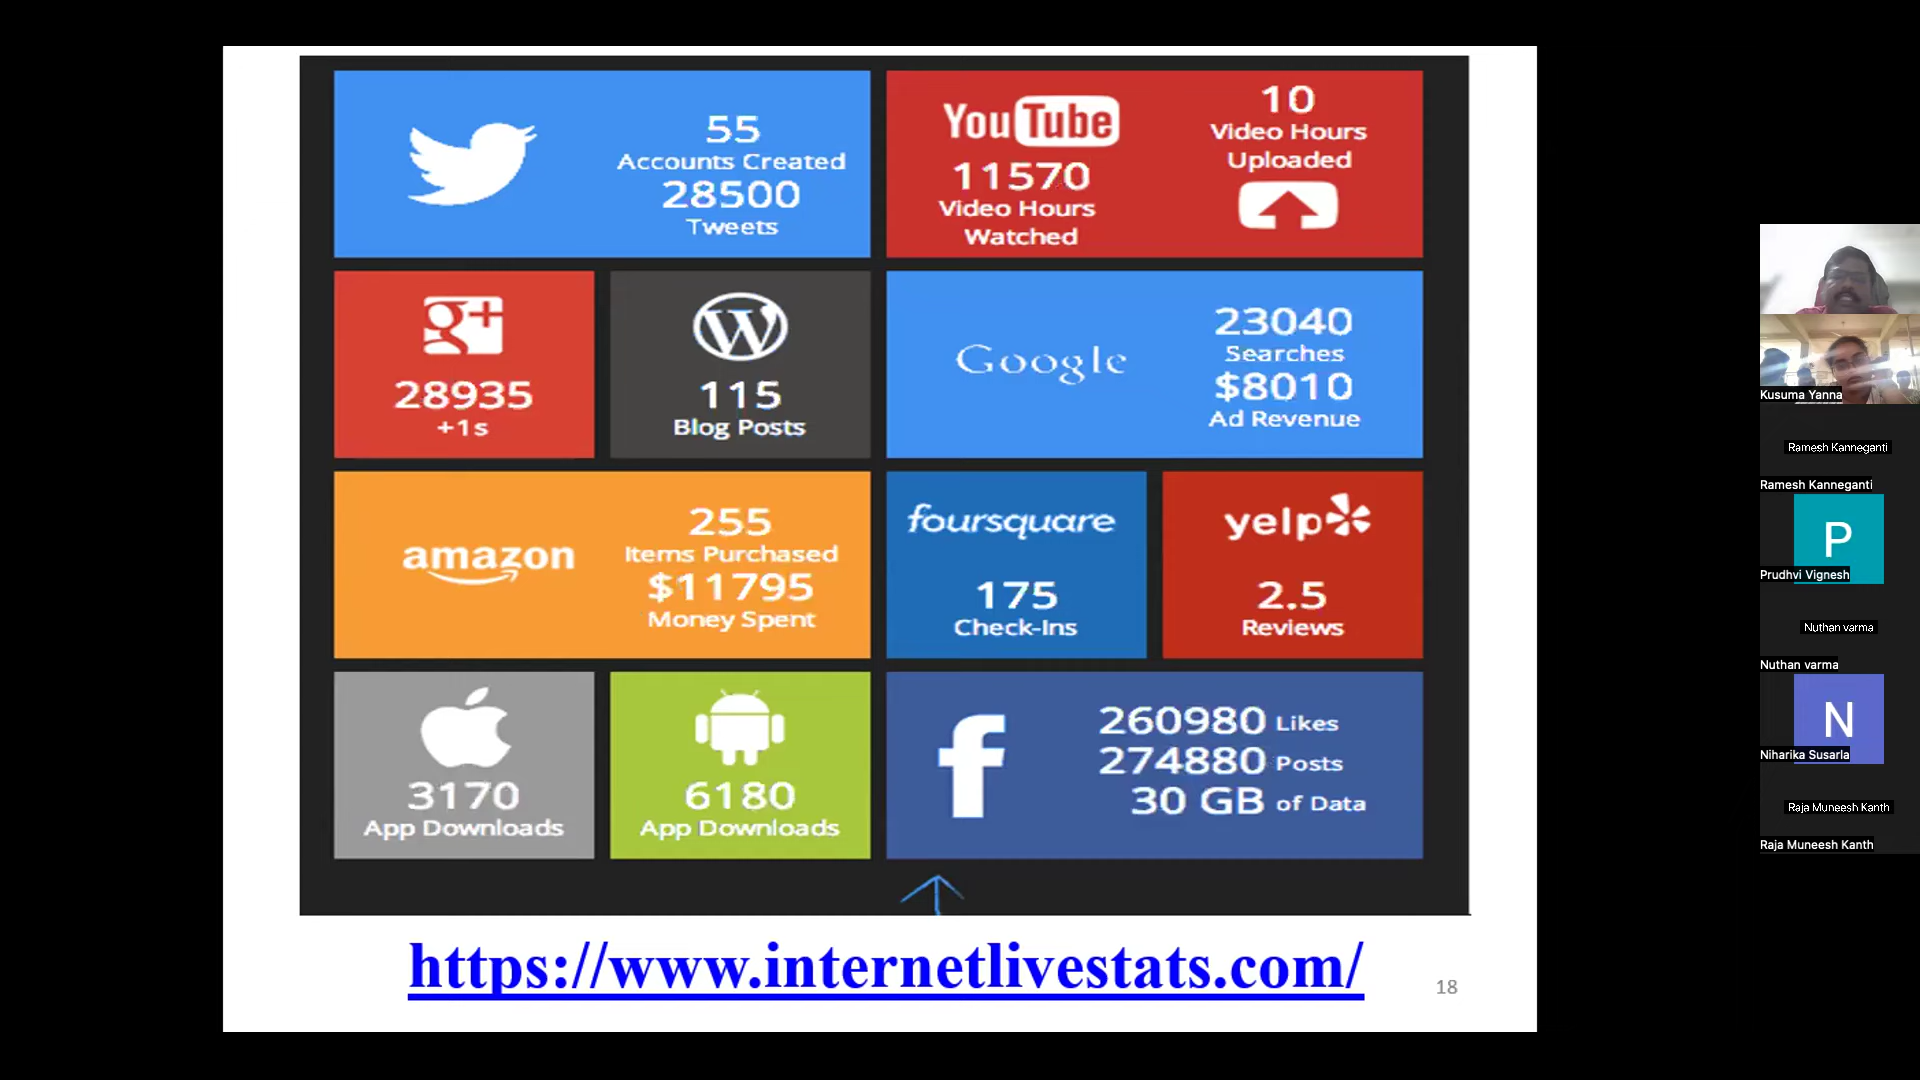 55
Accounts Created
28500
Tweets
YouTube
11570
Video Hours
Watched
10
Video Hours
Uploaded
g+
28935
+1s
W
115
Blog Posts
Google
23040
Searches
$8010
Ad Revenue
amazon
255
Items Purchased
$11795
Money Spent
foursquare
175
Check-Ins
yelp
2.5
Reviews
3170
App Downloads
6180
App Downloads
f
260980 Likes
274880 Posts
30 GB of Data
https://www.internetlivestats.com/
18
Kusuma Yanna
Ramesh Kanneganti
Ramesh Kanneganti
P
Prudhvi Vignesh
Nuthan varma
Nuthan varma
N
Niharika Susarla
Raja Muneesh Kanth
Raja Muneesh Kanth